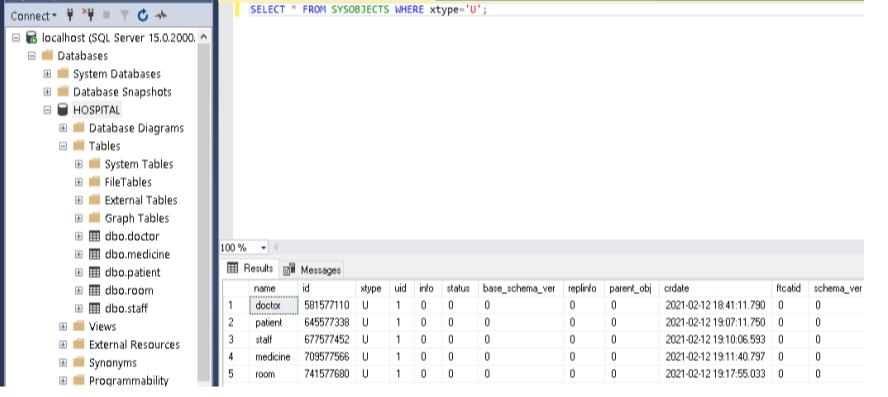 Connect
localhost (SQL Server 15.0.2000.
Databases
System Databases
Database Snapshots
HOSPITAL
Database Diagrams
Tables
System Tables
FileTables
External Tables
Graph Tables
dbo.doctor
dbo.medicine
dbo.patient
dbo.room
dbo.staff
Views
External Resources
Synonyms
Programmability
SELECT * FROM SYSOBJECTS WHERE xtype='U';
100 %
Results Messages
name id xtype uid info status base_schema_ver replinfo parent_obj crdate ftcatid schema_ver
1 doctor 581577110 U 1 0 0 0 0 0 2021-02-12 18:41:11.790 0 0
2 patient 645577338 U 1 0 0 0 0 0 2021-02-12 19:07:11.750 0 0
3 staff 677577452 U 1 0 0 0 0 0 2021-02-12 19:10:06.593 0 0
4 medicine 709577566 U 1 0 0 0 0 0 2021-02-12 19:11:40.797 0 0
5 room 741577680 U 1 0 0 0 0 0 2021-02-12 19:17:55.033 0 0